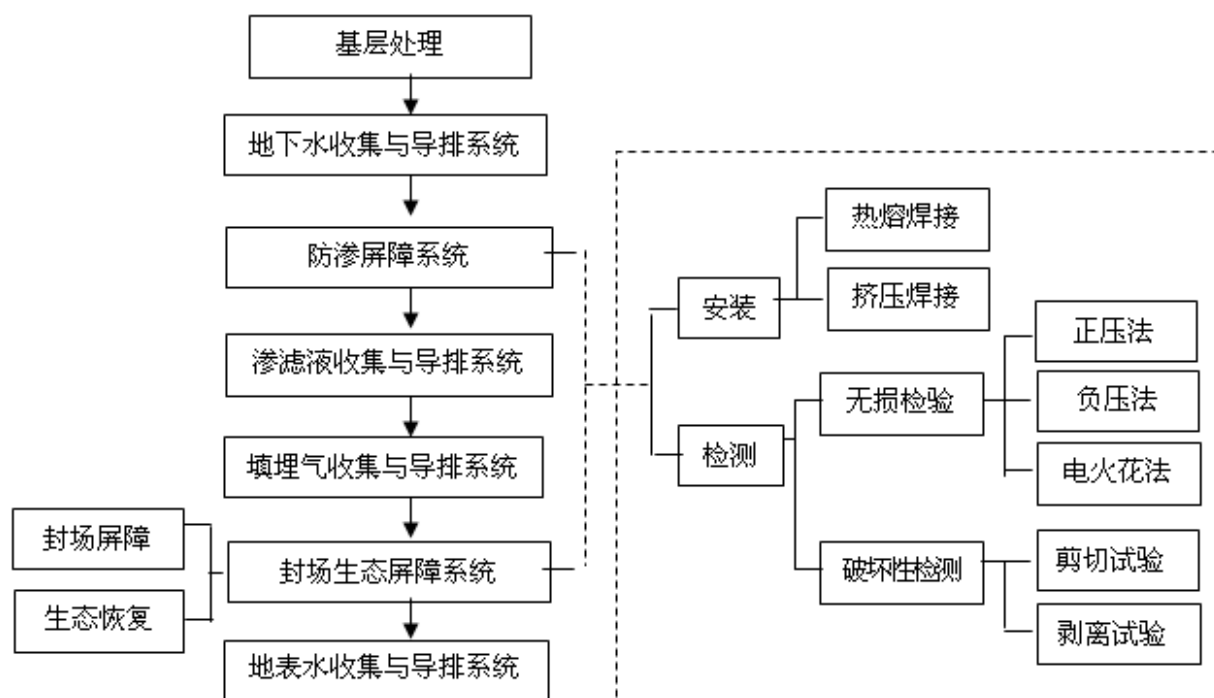 基层处理
地下水收集与导排系统
防渗屏障系统
渗滤液收集与导排系统
填埋气收集与导排系统
封场屏障
生态恢复
封场生态屏障系统
地表水收集与导排系统
安装
热熔焊接
挤压焊接
检测
无损检验
正压法
负压法
电火花法
破坏性检测
剪切试验
剥离试验